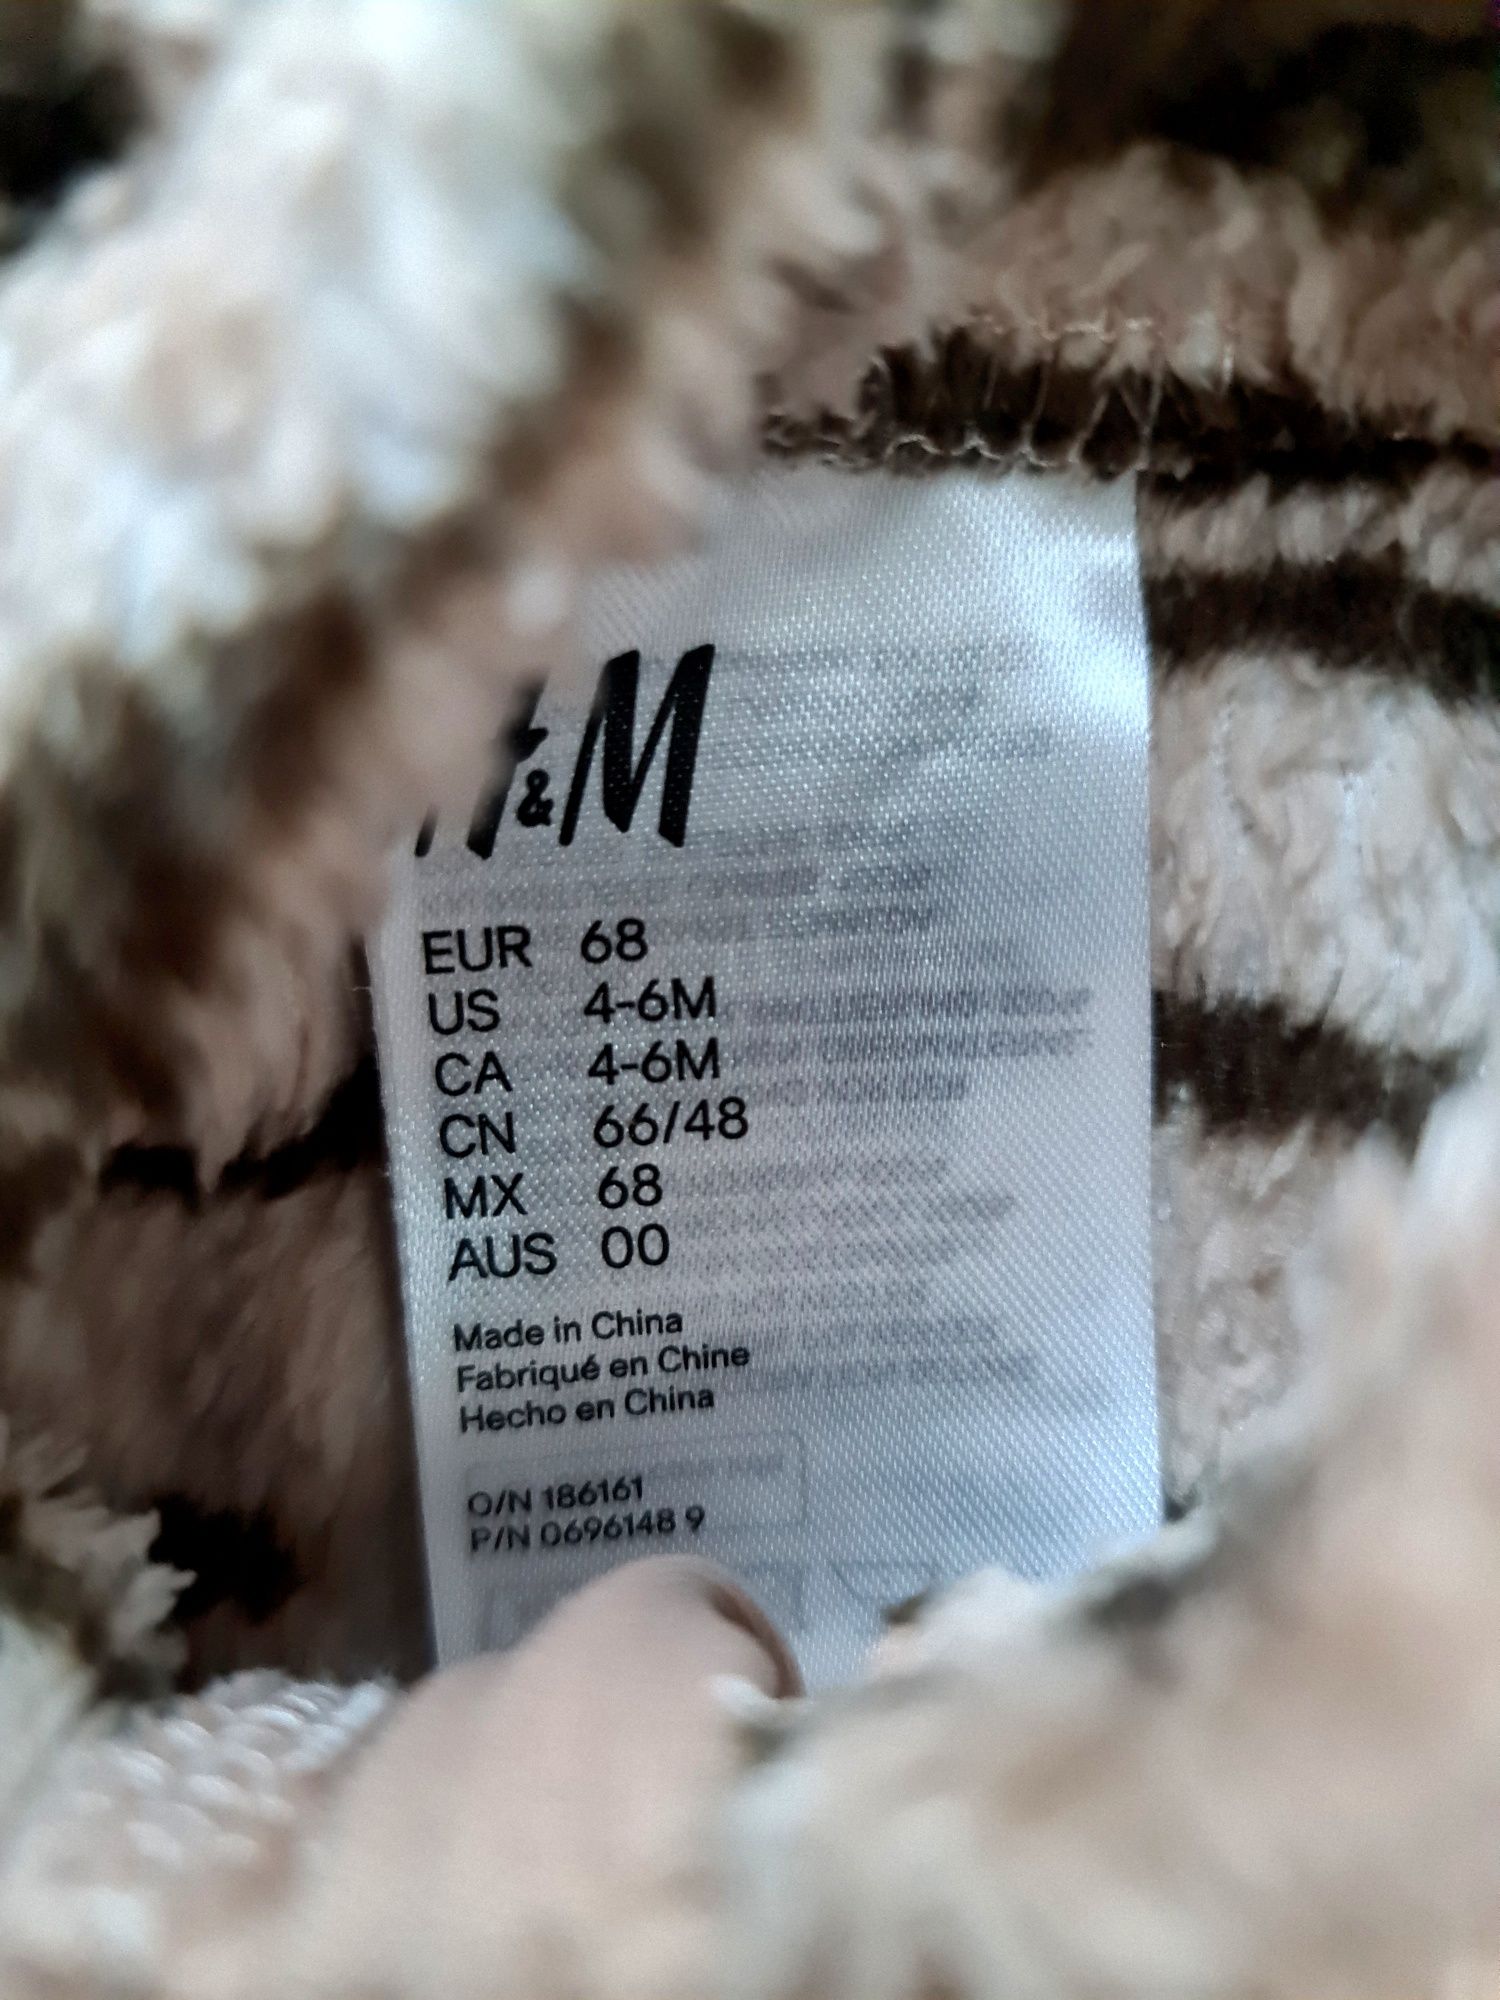 H&M
EUR 68
US 4-6M
CA 4-6M
CN 66/48
MX 68
AUS 00
Made in China
Fabriqué en Chine
Hecho en China
O/N 186161
P/N 0696148 9